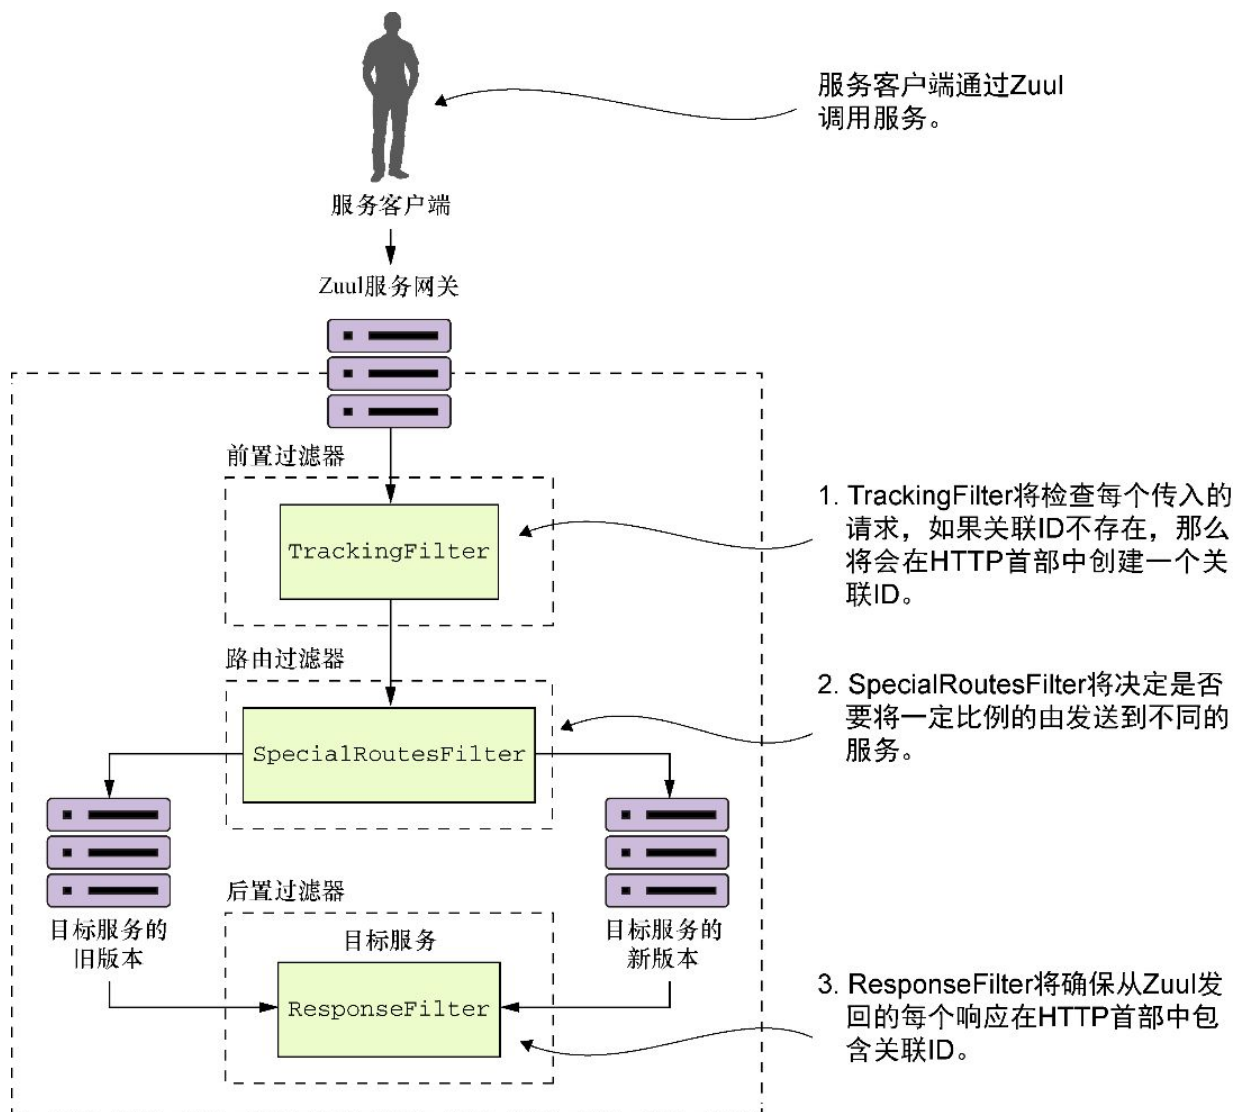 服务客户端通过Zuul
调用服务。
服务客户端
Zuul服务网关
前置过滤器
TrackingFilter
1. TrackingFilter将检查每个传入的
请求，如果关联ID不存在，那么
将会在HTTP首部中创建一个关
联ID。
路由过滤器
SpecialRoutesFilter
2. SpecialRoutesFilter将决定是否
要将一定比例的由发送到不同的
服务。
目标服务的
旧版本
后置过滤器
目标服务
ResponseFilter
目标服务的
新版本
3. ResponseFilter将确保从Zuul发
回的每个响应在HTTP首部中包
含关联ID。